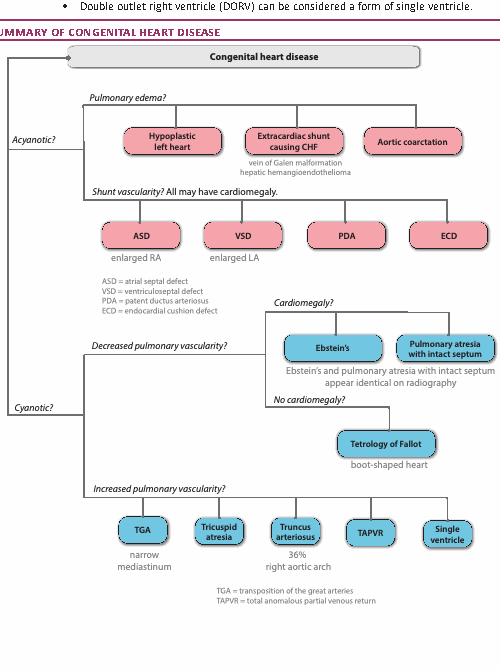 • Double outlet right ventricle (DORV) can be considered a form of single ventricle.
UMMARY OF CONGENITAL HEART DISEASE
Congenital heart disease
Pulmonary edema?
Acyanotic?
Hypoplastic
left heart
Extracardiac shunt
causing CHF
Aortic coarctation
vein of Galen malformation
hepatic hemangioendothelioma
Shunt vascularity? All may have cardiomegaly.
ASD
VSD
PDA
ECD
enlarged RA
enlarged LA
ASD = atrial septal defect
VSD = ventriculoseptal defect
PDA = patent ductus arteriosus
ECD = endocardial cushion defect
Cardiomegaly?
Decreased pulmonary vascularity?
Ebstein's
Pulmonary atresia
with intact septum
Ebstein's and pulmonary atresia with intact septum
appear identical on radiography
No cardiomegaly?
Cyanotic?
Tetrology of Fallot
boot-shaped heart
Increased pulmonary vascularity?
TGA
Tricuspid
atresia
Truncus
arteriosus
TAPVR
Single
ventricle
narrow
mediastinum
36%
right aortic arch
TGA = transposition of the great arteries
TAPVR = total anomalous partial venous return